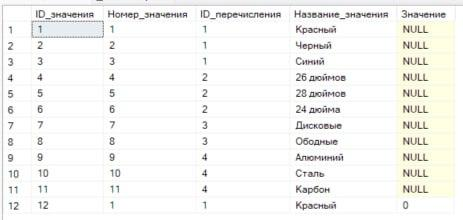 ID_значения Номер_значения ID_перечисления Название_значения Значение
1 1 1 1 Красный NULL
2 2 2 1 Черный NULL
3 3 3 1 Синий NULL
4 4 4 2 26 дюймов NULL
5 5 5 2 28 дюймов NULL
6 6 6 2 24 дюйма NULL
7 7 7 3 Дисковые NULL
8 8 8 3 Ободные NULL
9 9 9 4 Алюминий NULL
10 10 10 4 Сталь NULL
11 11 11 4 Карбон NULL
12 12 1 1 Красный 0